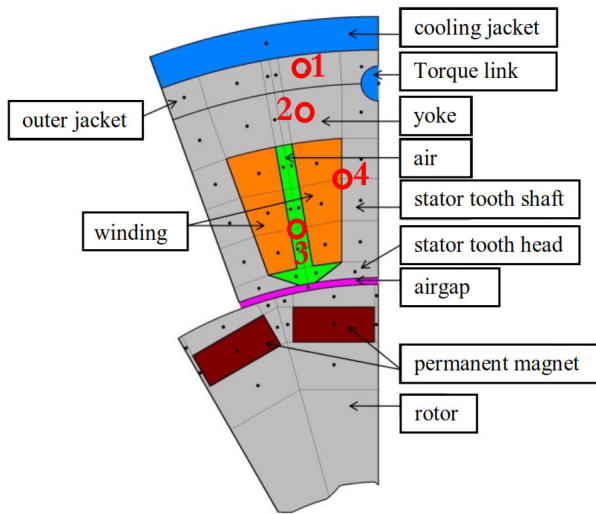 cooling jacket
1
Torque link
outer jacket
2
yoke
air
4
stator tooth shaft
winding
3
stator tooth head
airgap
permanent magnet
rotor